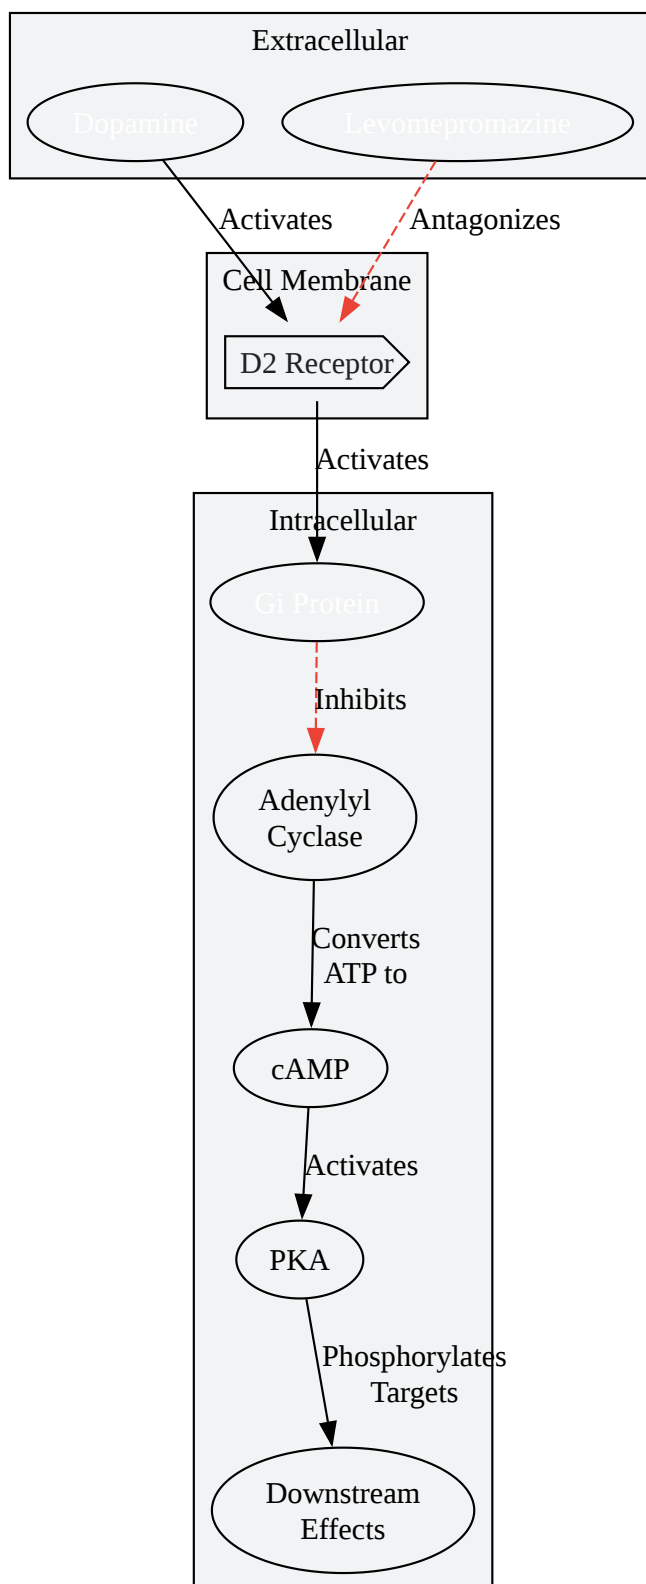 Extracellular
Dopamine
Levomepromazine
Activates
Antagonizes
Cell Membrane
D2 Receptor
Activates
Intracellular
Gi Protein
Inhibits
Adenylyl
Cyclase
Converts
ATP to
cAMP
Activates
PKA
Phosphorylates
Targets
Downstream
Effects